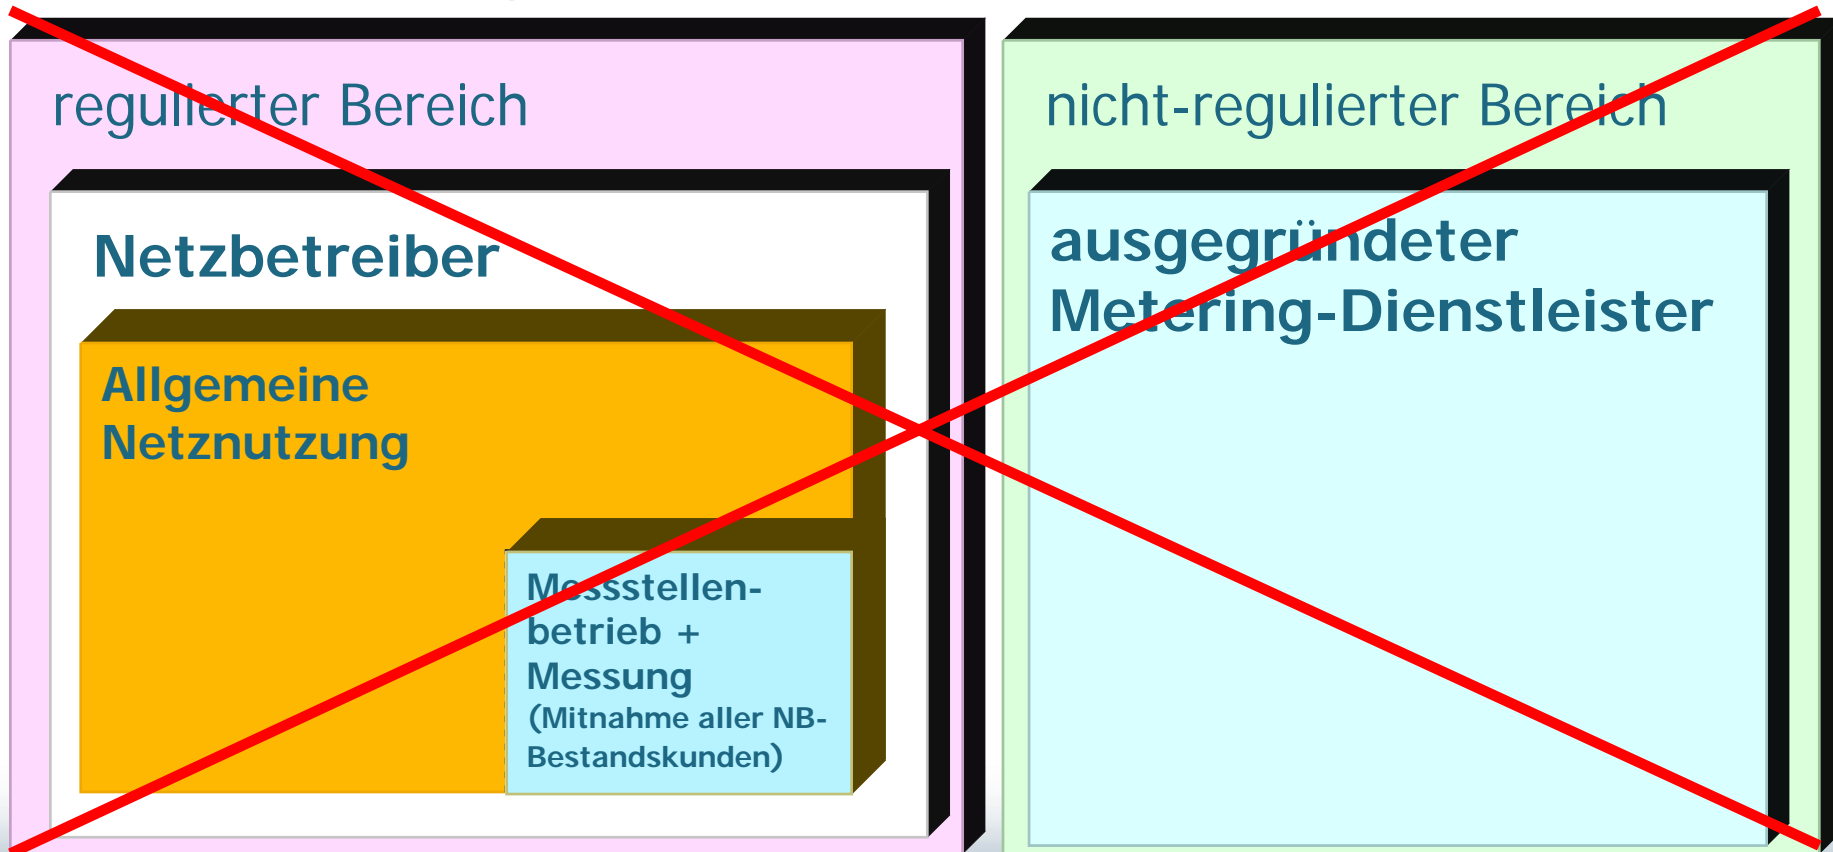 regulierter Bereich
Netzbetreiber
Allgemeine
Netznutzung
Messstellen-
betrieb +
Messung
(Mitnahme aller NB-
Bestandskunden)
nicht-regulierter Bereich
ausgegründeter
Metering-Dienstleister